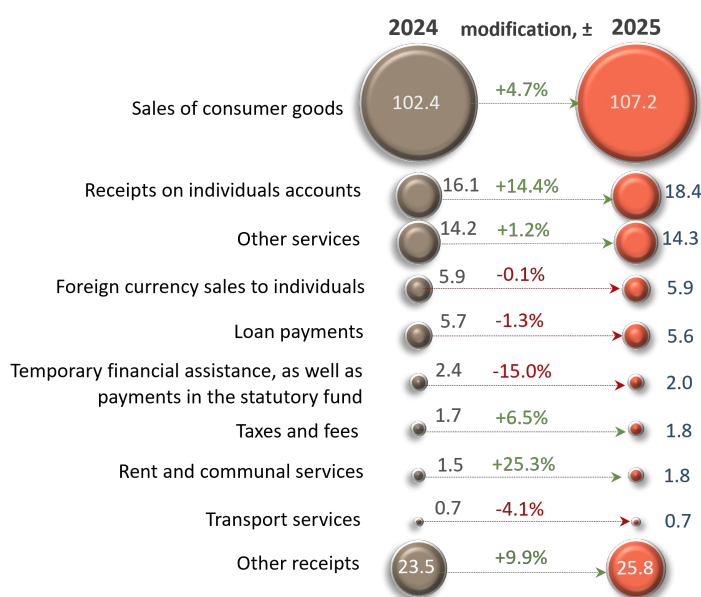 2024 modification, ± 2025
Sales of consumer goods 102.4 +4.7% 107.2
Receipts on individuals accounts 16.1 +14.4% 18.4
Other services 14.2 +1.2% 14.3
Foreign currency sales to individuals 5.9 -0.1% 5.9
Loan payments 5.7 -1.3% 5.6
Temporary financial assistance, as well as
payments in the statutory fund 2.4 -15.0% 2.0
Taxes and fees 1.7 +6.5% 1.8
Rent and communal services 1.5 +25.3% 1.8
Transport services 0.7 -4.1% 0.7
Other receipts 23.5 +9.9% 25.8